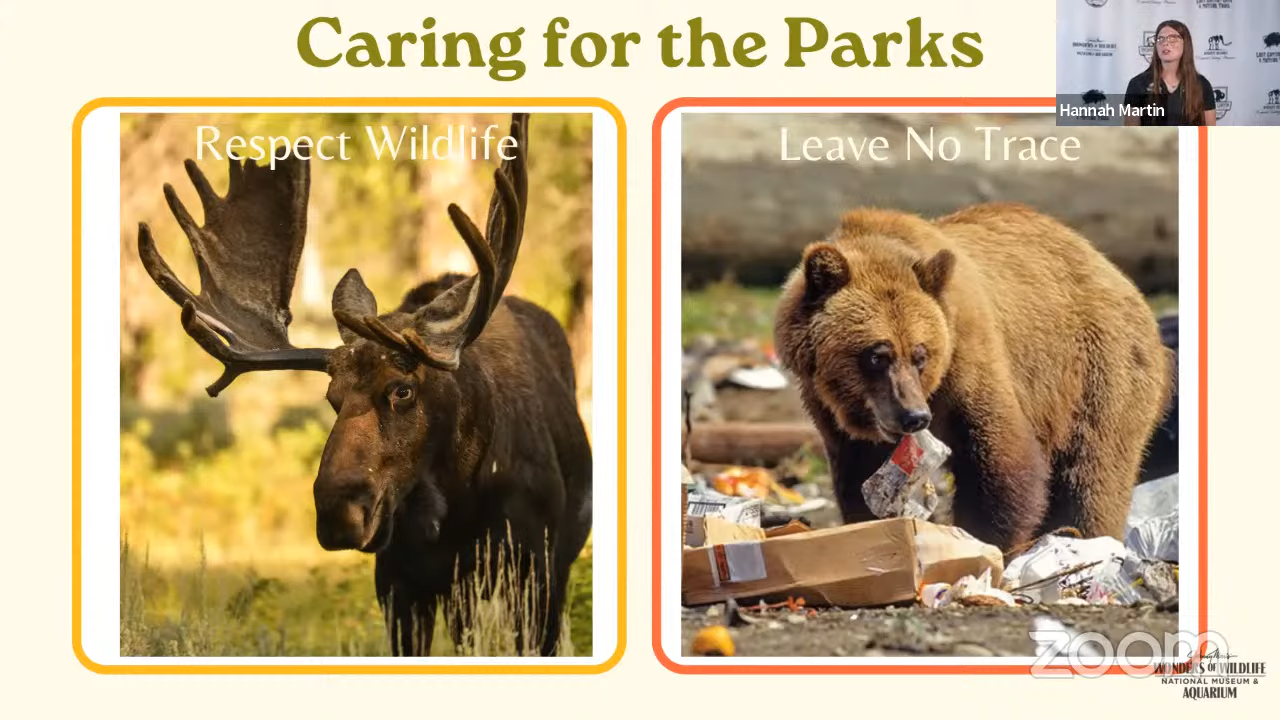 Caring for the Parks
Respect Wildlife
Leave No Trace
Hannah Martin
zoom
WONDERS OF WILDLIFE
NATIONAL MUSEUM &
AQUARIUM